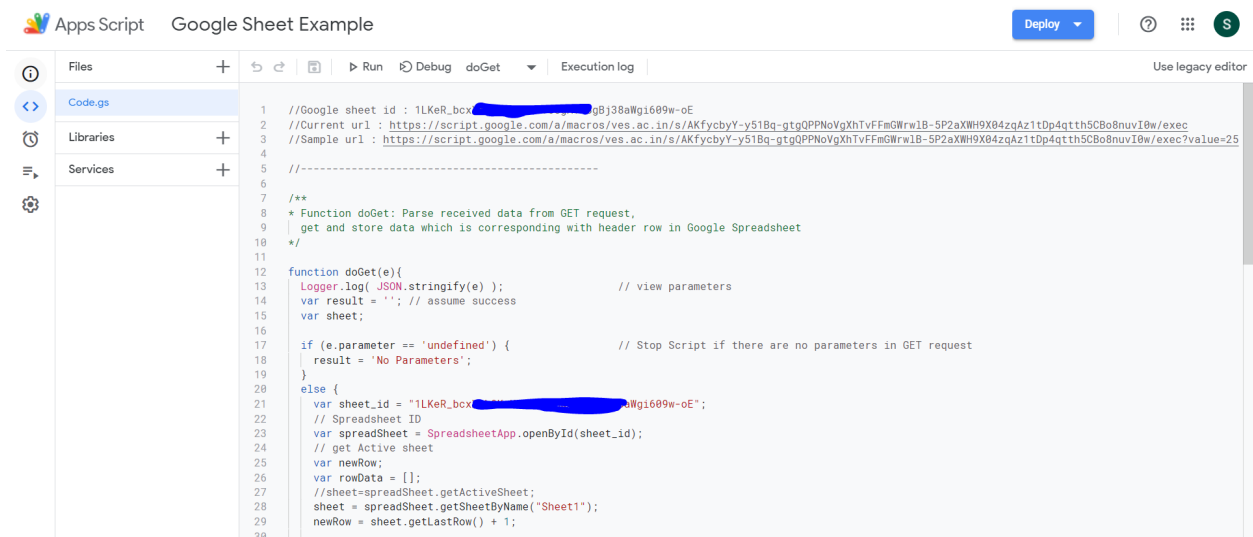 Apps Script Google Sheet Example Deploy S
Files Run Debug doGet Execution log Use legacy editor
Code.gs
Libraries
Services
1 //Google sheet id : 1LKeR_bcx gBj38aWgi609w-oE
2 //Current url : https://script.google.com/a/macros/ves.ac.in/s/AKfycbyY-y51Bq-gtgQPPNoVgXhTvFFmGWrwlB-5P2aXWH9X04zqAz1tDp4qtth5CBo8nuvI0w/exec
3 //Sample url : https://script.google.com/a/macros/ves.ac.in/s/AKfycbyY-y51Bq-gtgQPPNoVgXhTvFFmGWrwlB-5P2aXWH9X04zqAz1tDp4qtth5CBo8nuvI0w/exec?value=25
4
5 //-----------------------------------------------
6
7 /**
8 * Function doGet: Parse received data from GET request,
9 get and store data which is corresponding with header row in Google Spreadsheet
10 */
11
12 function doGet(e){
13 Logger.log( JSON.stringify(e) ); // view parameters
14 var result = ''; // assume success
15 var sheet;
16
17 if (e.parameter == 'undefined') { // Stop Script if there are no parameters in GET request
18 result = 'No Parameters';
19 }
20 else {
21 var sheet_id = "1LKeR_bcx aWgi609w-oE";
22 // Spreadsheet ID
23 var spreadSheet = SpreadsheetApp.openById(sheet_id);
24 // get Active sheet
25 var newRow;
26 var rowData = [];
27 //sheet=spreadSheet.getActiveSheet;
28 sheet = spreadSheet.getSheetByName("Sheet1");
29 newRow = sheet.getLastRow() + 1;
30